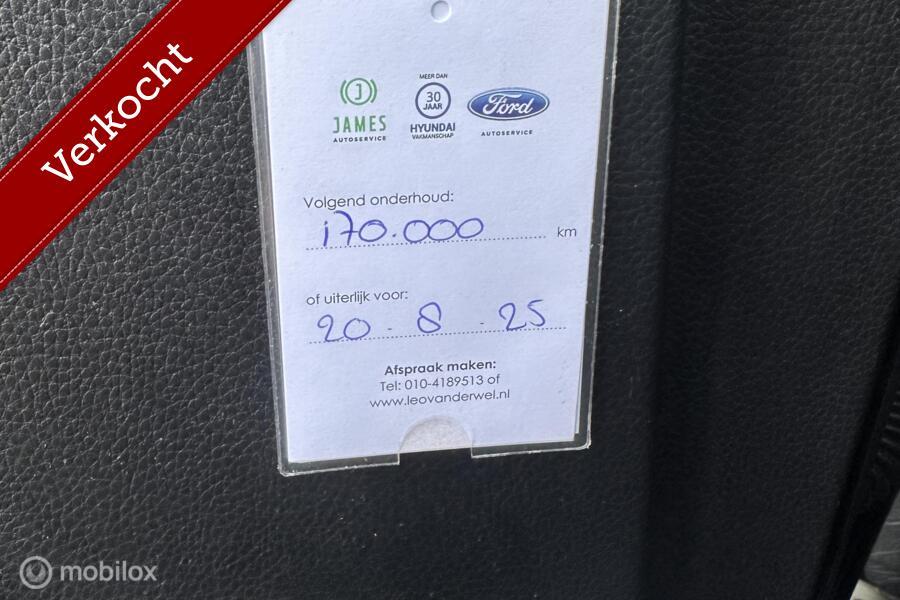 Verkocht
JAMES
AUTOSERVICE
MEER DAN
30
JAAR
HYUNDAI
VAKMANSCHAP
Ford
AUTOSERVICE
Volgend onderhoud:
170.000 km
of uiterlijk voor:
20-8-25
Afspraak maken:
Tel: 010-4189513 of
www.leovanderwel.nl
mobilox